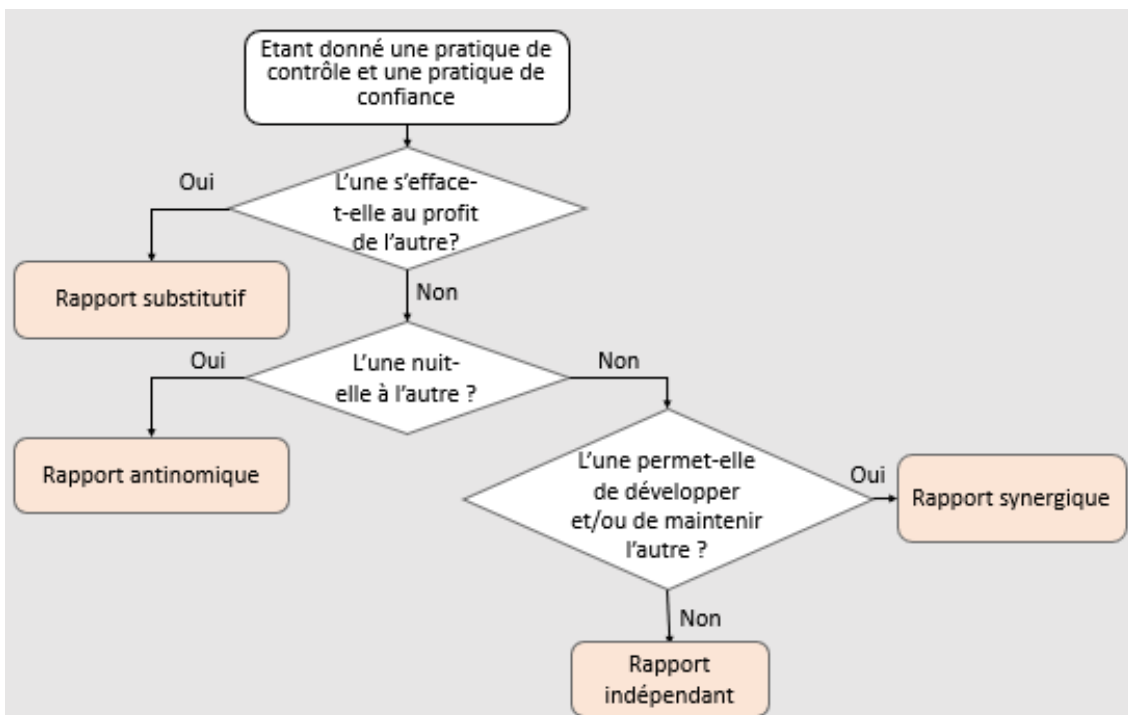 Etant donné une pratique de
contrôle et une pratique de
confiance
Oui
L'une s'efface-
t-elle au profit
de l'autre?
Rapport substitutif
Non
Oui
L'une nuit-
elle à l'autre ?
Non
Rapport antinomique
L'une permet-elle
de développer
et/ou de maintenir
l'autre ?
Oui
Rapport synergique
Non
Rapport
indépendant